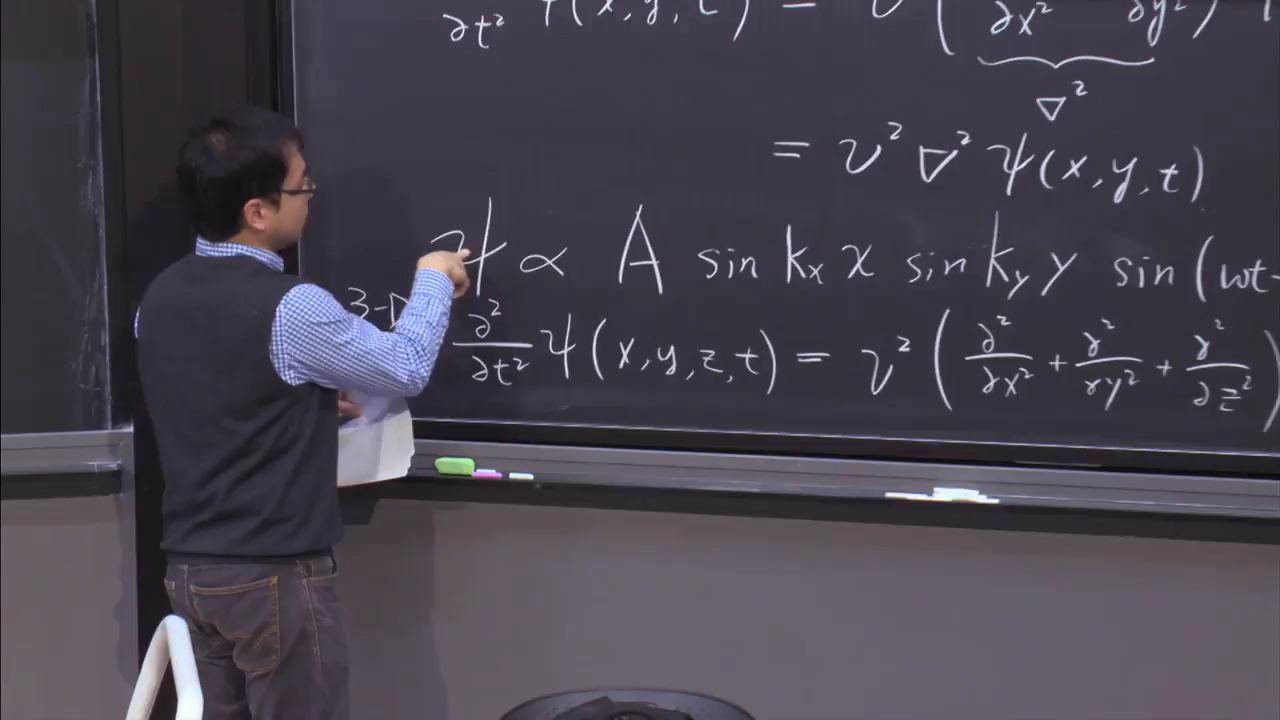 ∂t² ψ(x,y,t) = v² ( ∂x² ∂y² )
∇²
= v² ∇² ψ(x,y,t)
ψ ∝ A sin kₓ x sin k_y y sin (ωt-
3-D
∂²/∂t² ψ(x,y,z,t) = v² ( ∂²/∂x² + ∂²/∂y² + ∂²/∂z² )